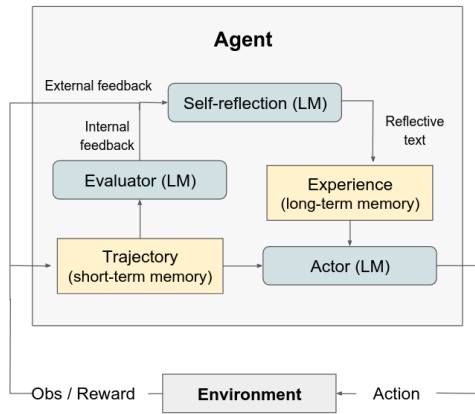 Agent
External feedback
Self-reflection (LM)
Internal
feedback
Reflective
text
Evaluator (LM)
Experience
(long-term memory)
Trajectory
(short-term memory)
Actor (LM)
Obs / Reward
Environment
Action